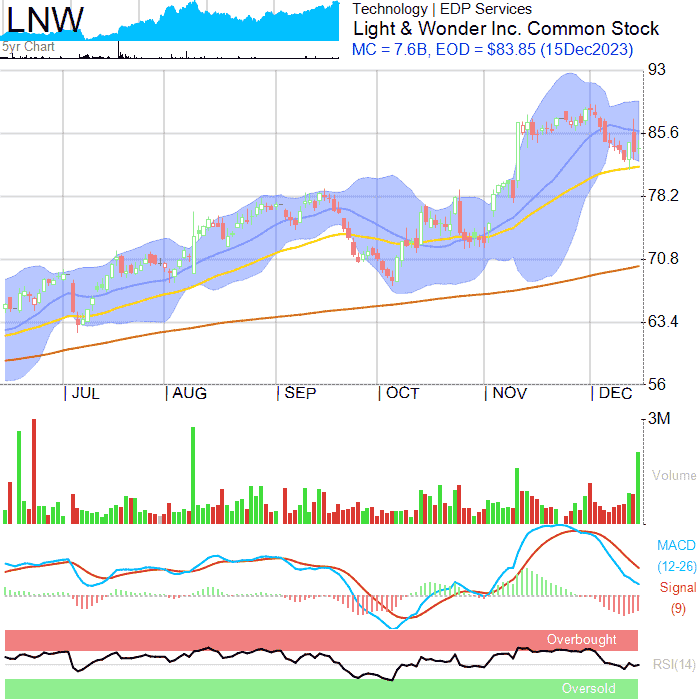 LNW
5yr Chart
Technology | EDP Services
Light & Wonder Inc. Common Stock
MC = 7.6B, EOD = $83.85 (15Dec2023)
93
85.6
78.2
70.8
63.4
56
| JUL | AUG | SEP | OCT | NOV | DEC
3M
Volume
MACD
(12-26)
Signal
(9)
Overbought
RSI(14)
Oversold